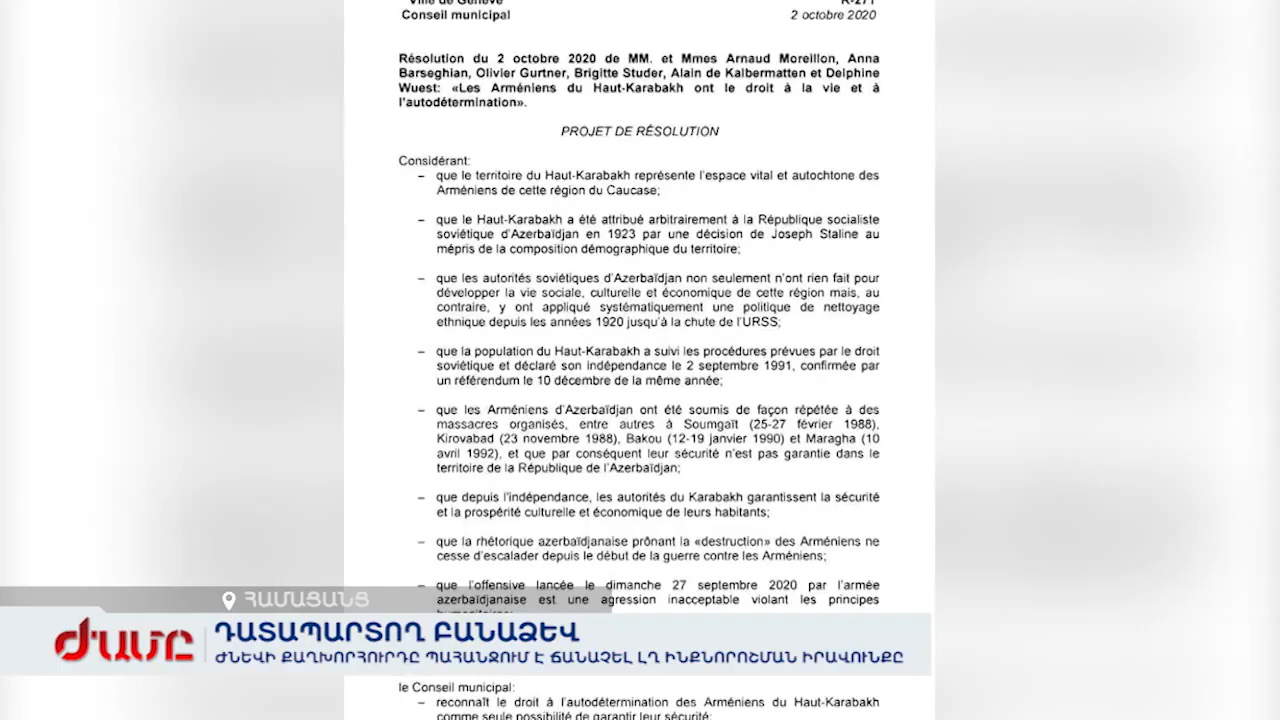 Ville de Genève
Conseil municipal
R-271
2 octobre 2020
Résolution du 2 octobre 2020 de MM. et Mmes Arnaud Moreillon, Anna
Barseghian, Olivier Gurtner, Brigitte Studer, Alain de Kalbermatten et Delphine
Wuest: «Les Arméniens du Haut-Karabakh ont le droit à la vie et à
l'autodétermination».
PROJET DE RÉSOLUTION
Considérant:
– que le territoire du Haut-Karabakh représente l'espace vital et autochtone des
Arméniens de cette région du Caucase;
– que le Haut-Karabakh a été attribué arbitrairement à la République socialiste
soviétique d'Azerbaïdjan en 1923 par une décision de Joseph Staline au
mépris de la composition démographique du territoire;
– que les autorités soviétiques d'Azerbaïdjan non seulement n'ont rien fait pour
développer la vie sociale, culturelle et économique de cette région mais, au
contraire, y ont appliqué systématiquement une politique de nettoyage
ethnique depuis les années 1920 jusqu'à la chute de l'URSS;
– que la population du Haut-Karabakh a suivi les procédures prévues par le droit
soviétique et déclaré son indépendance le 2 septembre 1991, confirmée par
un référendum le 10 décembre de la même année;
– que les Arméniens d'Azerbaïdjan ont été soumis de façon répétée à des
massacres organisés, entre autres à Soumgaït (25-27 février 1988),
Kirovabad (23 novembre 1988), Bakou (12-19 janvier 1990) et Maragha (10
avril 1992), et que par conséquent leur sécurité n'est pas garantie dans le
territoire de la République de l'Azerbaïdjan;
– que depuis l'indépendance, les autorités du Karabakh garantissent la sécurité
et la prospérité culturelle et économique de leurs habitants;
– que la rhétorique azerbaïdjanaise prônant la «destruction» des Arméniens ne
cesse d'escalader depuis le début de la guerre contre les Arméniens;
– que l'offensive lancée le dimanche 27 septembre 2020 par l'armée
azerbaïdjanaise est une agression inacceptable violant les principes
ՀԱՄԱՑԱՆՑ
ԺԱՄԸ
ԴԱՏԱՊԱՐՏՈՂ ԲԱՆԱՁԵՎ
ԺՆԵՎԻ ՔԱՂԽՈՐՀՈՒՐԴԸ ՊԱՀԱՆՋՈՒՄ Է ՃԱՆԱՉԵԼ ԼՂ ԻՆՔՆՈՐՈՇՄԱՆ ԻՐԱՎՈՒՆՔԸ
le Conseil municipal:
– reconnaît le droit à l'autodétermination des Arméniens du Haut-Karabakh
comme seule possibilité de garantir leur sécurité;